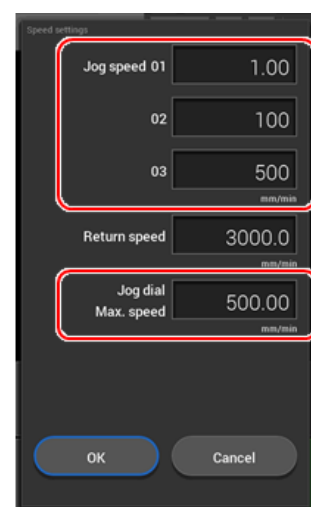 Speed settings
Jog speed 01 1.00
02 100
03 500
mm/min
Return speed 3000.0
mm/min
Jog dial
Max. speed 500.00
mm/min
OK Cancel